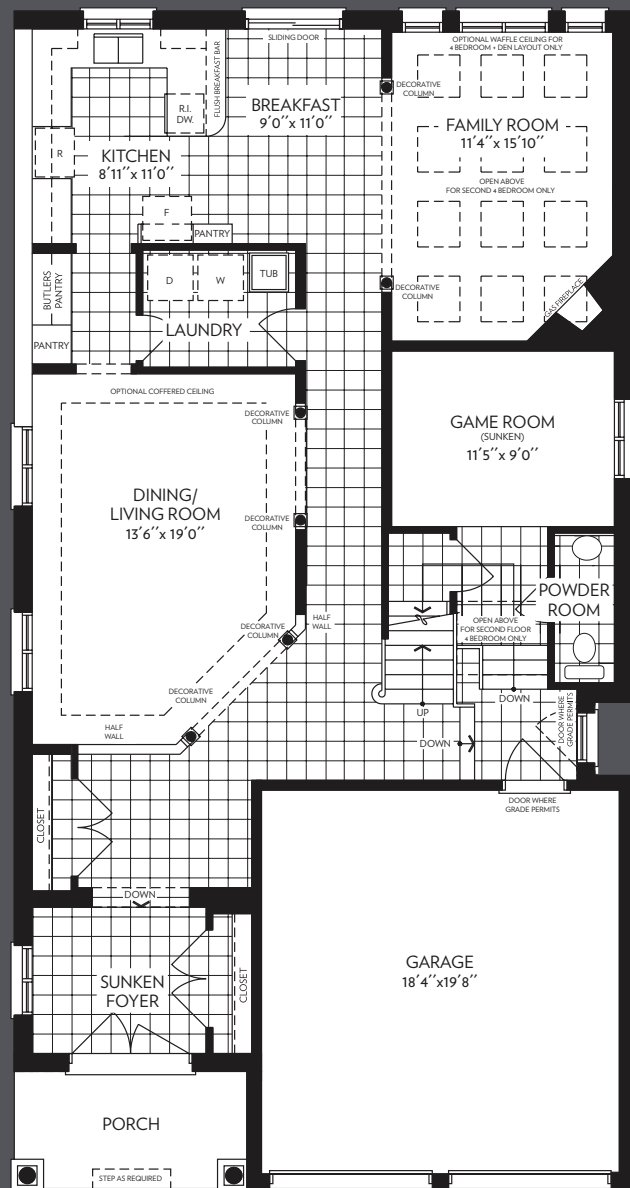 SLIDING DOOR
OPTIONAL WAFFLE CEILING FOR
4 BEDROOM + DEN LAYOUT ONLY
FLUSH BREAKFAST BAR
R.I.
DW.
BREAKFAST
9'0''x 11'0''
DECORATIVE
COLUMN
FAMILY ROOM
11'4''x 15'10''
R
KITCHEN
8'11''x 11'0''
OPEN ABOVE
FOR SECOND 4 BEDROOM ONLY
F
PANTRY
BUTLERS
PANTRY
D
W
TUB
DECORATIVE
COLUMN
GAS FIREPLACE
LAUNDRY
PANTRY
OPTIONAL COFFERED CEILING
DECORATIVE
COLUMN
GAME ROOM
(SUNKEN)
11'5''x 9'0''
DINING/
LIVING ROOM
13'6''x 19'0''
DECORATIVE
COLUMN
POWDER
ROOM
OPEN ABOVE
FOR SECOND FLOOR
4 BEDROOM ONLY
HALF
WALL
DECORATIVE
COLUMN
DECORATIVE
COLUMN
DOWN
UP
DOOR WHERE
GRADE PERMITS
HALF
WALL
DOWN
DOOR WHERE
GRADE PERMITS
CLOSET
DOWN
GARAGE
18'4''x19'8''
SUNKEN
FOYER
CLOSET
PORCH
STEP AS REQUIRED